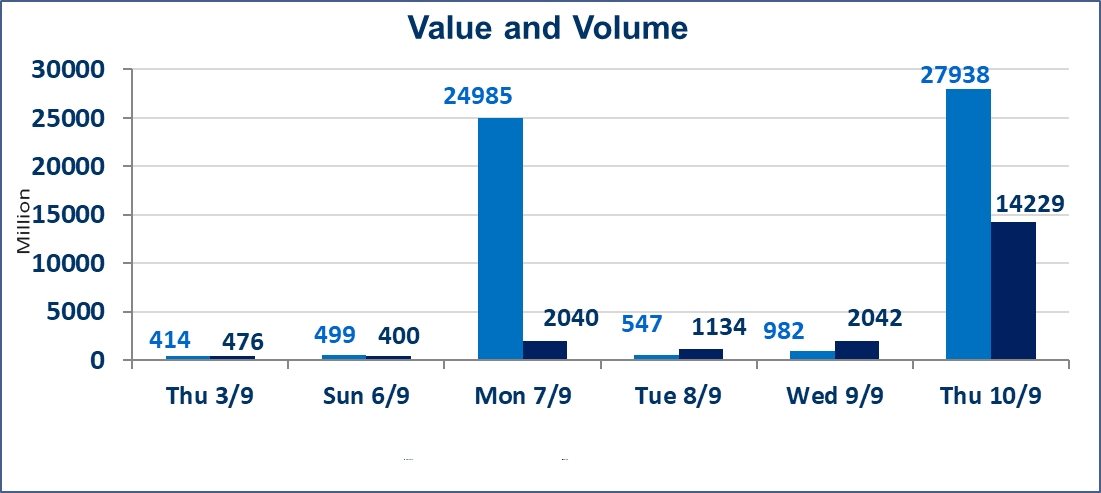 Value and Volume
30000
25000
20000
15000
10000
5000
0
Million
414
476
499
400
24985
2040
547
1134
982
2042
27938
14229
Thu 3/9
Sun 6/9
Mon 7/9
Tue 8/9
Wed 9/9
Thu 10/9